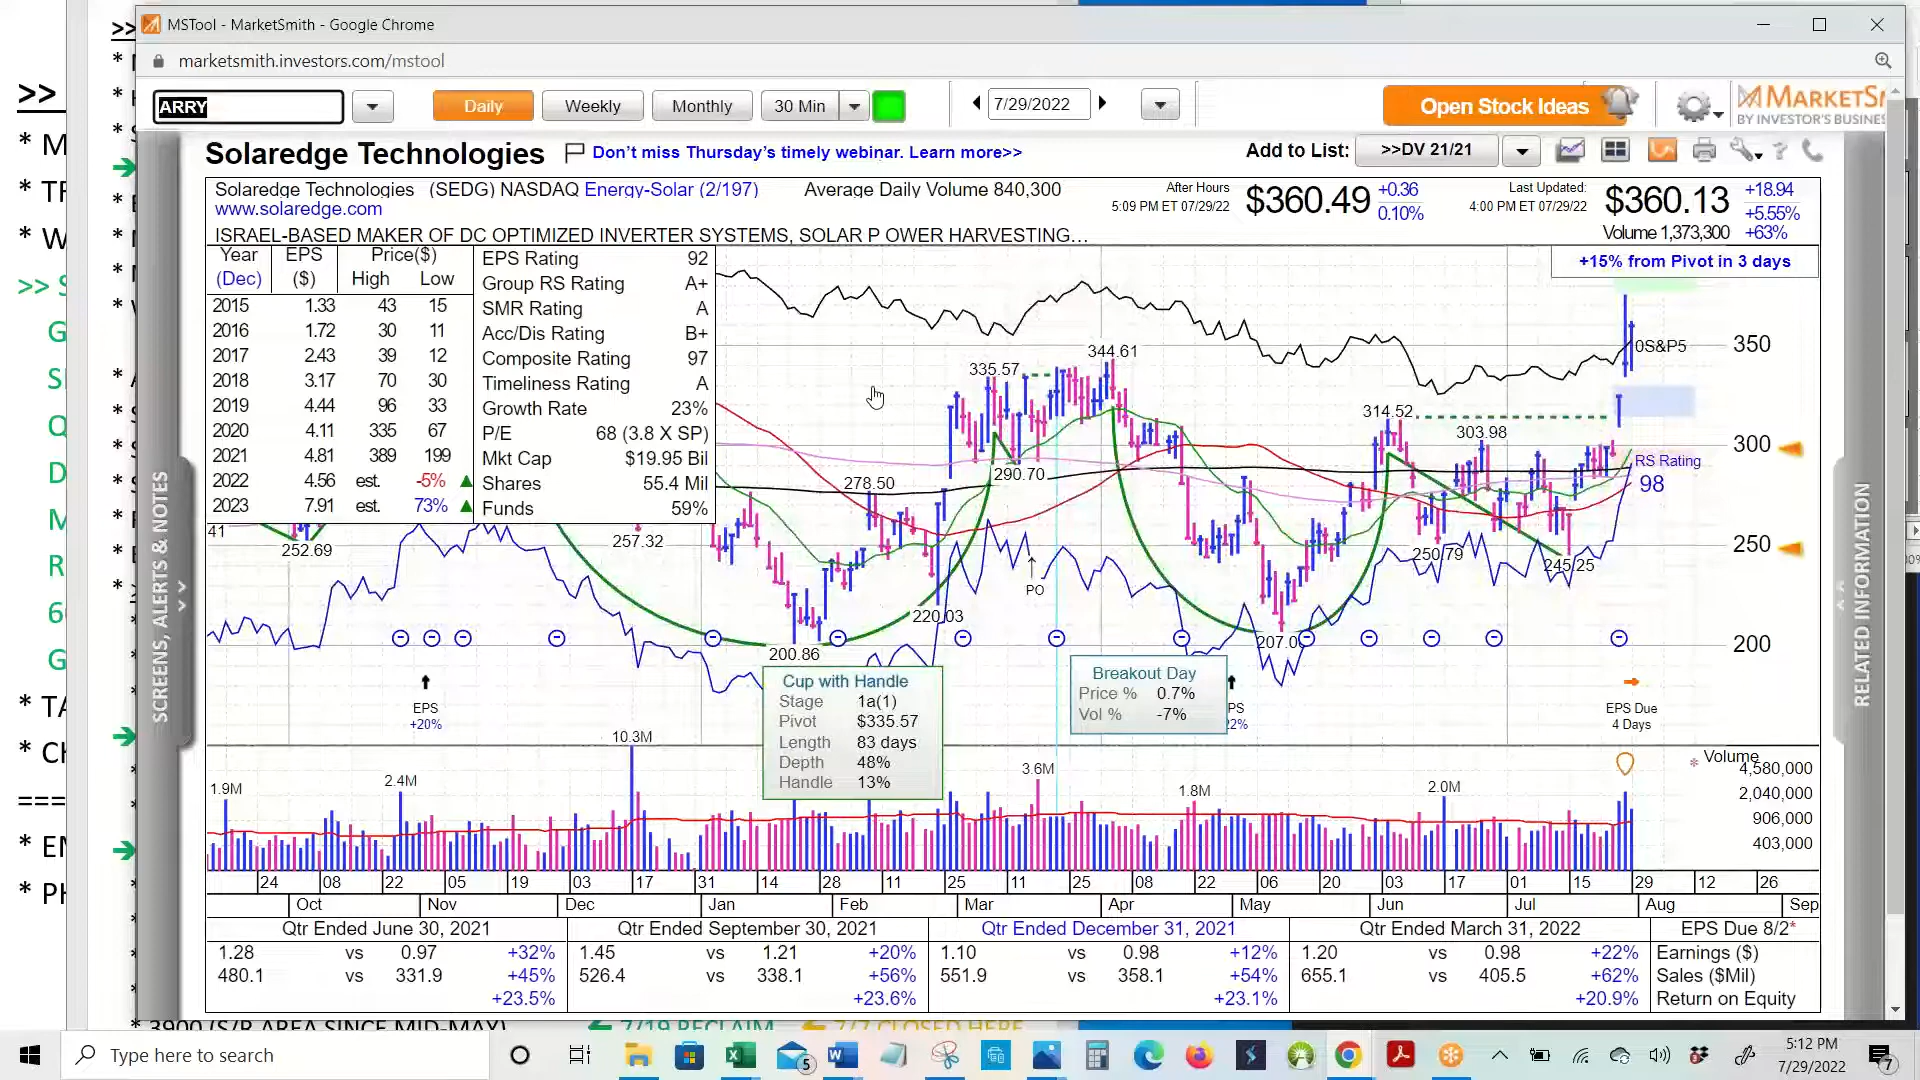 MSTool - MarketSmith - Google Chrome
marketsmith.investors.com/mstool
ARRY
Daily
Weekly
Monthly
30 Min
7/29/2022
Open Stock Ideas
MARKETSM
BY INVESTOR'S BUSINE
Solaredge Technologies
Don't miss Thursday's timely webinar. Learn more>>
Add to List: >>DV 21/21
Solaredge Technologies (SEDG) NASDAQ Energy-Solar (2/197) Average Daily Volume 840,300
www.solaredge.com
ISRAEL-BASED MAKER OF DC OPTIMIZED INVERTER SYSTEMS, SOLAR P OWER HARVESTING...
After Hours
5:09 PM ET 07/29/22
$360.49
+0.36
0.10%
Last Updated:
4:00 PM ET 07/29/22
$360.13
+18.94
+5.55%
Volume 1,373,300 +63%
+15% from Pivot in 3 days
Year EPS Price($)
(Dec) ($) High Low
2015 1.33 43 15
2016 1.72 30 11
2017 2.43 39 12
2018 3.17 70 30
2019 4.44 96 33
2020 4.11 335 67
2021 4.81 389 199
2022 4.56 est. -5%
2023 7.91 est. 73%
EPS Rating 92
Group RS Rating A+
SMR Rating A
Acc/Dis Rating B+
Composite Rating 97
Timeliness Rating A
Growth Rate 23%
P/E 68 (3.8 X SP)
Mkt Cap $19.95 Bil
Shares 55.4 Mil
Funds 59%
41
252.69
257.32
278.50
200.86
220.03
335.57
290.70
344.61
PO
207.0
314.52
303.98
250.79
245.25
0S&P5
RS Rating
98
350
300
250
200
EPS
+20%
Cup with Handle
Stage 1a(1)
Pivot $335.57
Length 83 days
Depth 48%
Handle 13%
Breakout Day
Price % 0.7%
Vol % -7%
PS
22%
EPS Due
4 Days
1.9M
2.4M
10.3M
3.6M
1.8M
2.0M
* Volume
4,580,000
2,040,000
906,000
403,000
24 08 22 05 19 03 17 31 14 28 11 25 11 25 08 22 06 20 03 17 01 15 29 12 26
Oct Nov Dec Jan Feb Mar Apr May Jun Jul Aug Sep
Qtr Ended June 30, 2021
1.28 vs 0.97 +32%
480.1 vs 331.9 +45%
+23.5%
Qtr Ended September 30, 2021
1.45 vs 1.21 +20%
526.4 vs 338.1 +56%
+23.6%
Qtr Ended December 31, 2021
1.10 vs 0.98 +12%
551.9 vs 358.1 +54%
+23.1%
Qtr Ended March 31, 2022
1.20 vs 0.98 +22%
655.1 vs 405.5 +62%
+20.9%
EPS Due 8/2*
Earnings ($)
Sales ($Mil)
Return on Equity
SCREENS, ALERTS & NOTES
RELATED INFORMATION
* 3900 (S/R AREA SINCE MID-MAY) 7/19 RECLAIM 7/7 CLOSED HERE
Type here to search
5:12 PM
7/29/2022